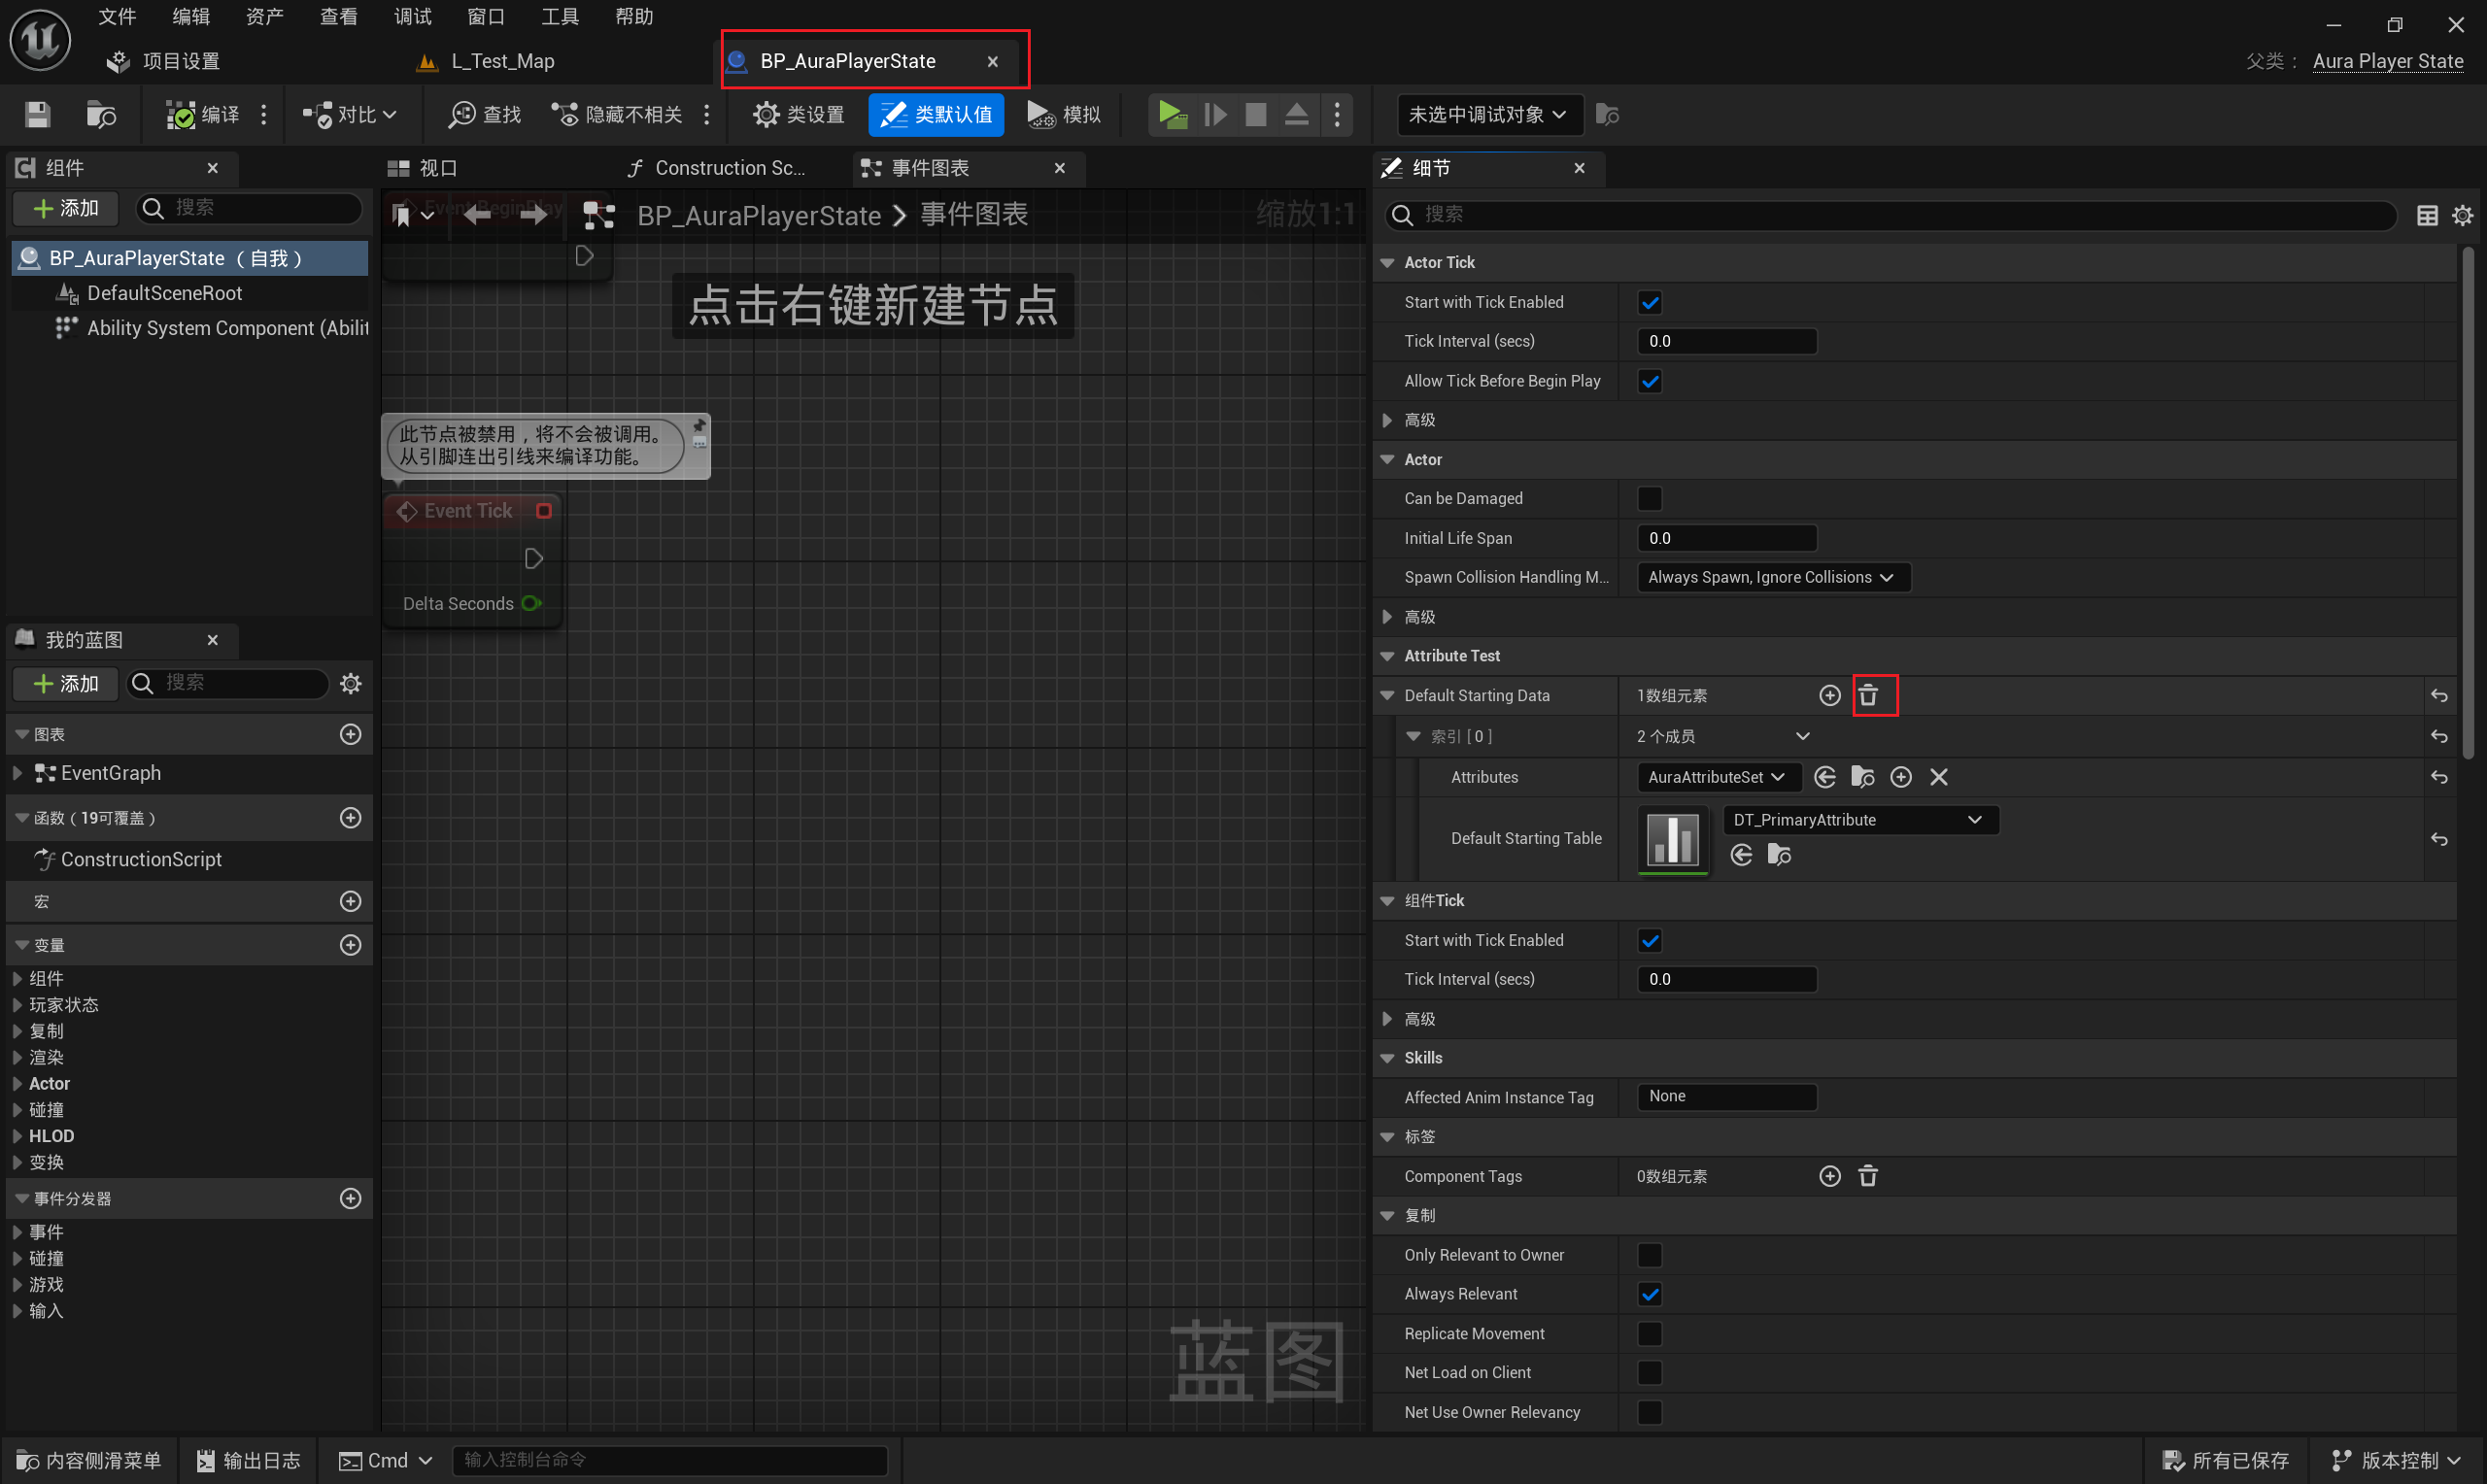 文件 编辑 资产 查看 调试 窗口 工具 帮助
项目设置
L_Test_Map
BP_AuraPlayerState
父类： Aura Player State
编译 对比 查找 隐藏不相关 类设置 类默认值 模拟
未选中调试对象
组件
添加
搜索
BP_AuraPlayerState （自我）
DefaultSceneRoot
Ability System Component (Abilit
我的蓝图
添加
搜索
图表
EventGraph
函数（19可覆盖）
ConstructionScript
宏
变量
组件
玩家状态
复制
渲染
Actor
碰撞
HLOD
变换
事件分发器
事件
碰撞
游戏
输入
视口
Construction Sc...
事件图表
Event BeginPlay
BP_AuraPlayerState > 事件图表
缩放1:1
点击右键新建节点
此节点被禁用，将不会被调用。
从引脚连出引线来编译功能。
Event Tick
Delta Seconds
蓝图
细节
搜索
Actor Tick
Start with Tick Enabled
Tick Interval (secs) 0.0
Allow Tick Before Begin Play
高级
Actor
Can be Damaged
Initial Life Span 0.0
Spawn Collision Handling M... Always Spawn, Ignore Collisions
高级
Attribute Test
Default Starting Data 1数组元素
索引 [ 0 ] 2 个成员
Attributes AuraAttributeSet
Default Starting Table DT_PrimaryAttribute
组件Tick
Start with Tick Enabled
Tick Interval (secs) 0.0
高级
Skills
Affected Anim Instance Tag None
标签
Component Tags 0数组元素
复制
Only Relevant to Owner
Always Relevant
Replicate Movement
Net Load on Client
Net Use Owner Relevancy
内容侧滑菜单 输出日志 Cmd 输入控制台命令
所有已保存 版本控制